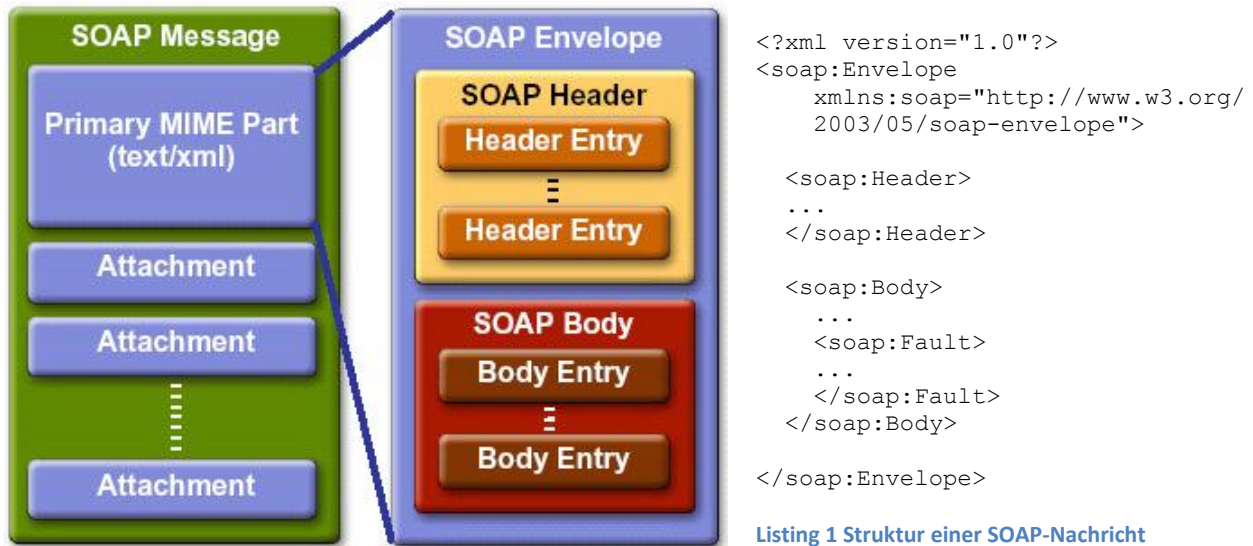 SOAP Message
Primary MIME Part
(text/xml)
Attachment
Attachment
Attachment
SOAP Envelope
SOAP Header
Header Entry
Header Entry
SOAP Body
Body Entry
Body Entry
<?xml version="1.0"?>
<soap:Envelope
xmlns:soap="http://www.w3.org/
2003/05/soap-envelope">
<soap:Header>
...
</soap:Header>
<soap:Body>
...
<soap:Fault>
...
</soap:Fault>
</soap:Body>
</soap:Envelope>
Listing 1 Struktur einer SOAP-Nachricht